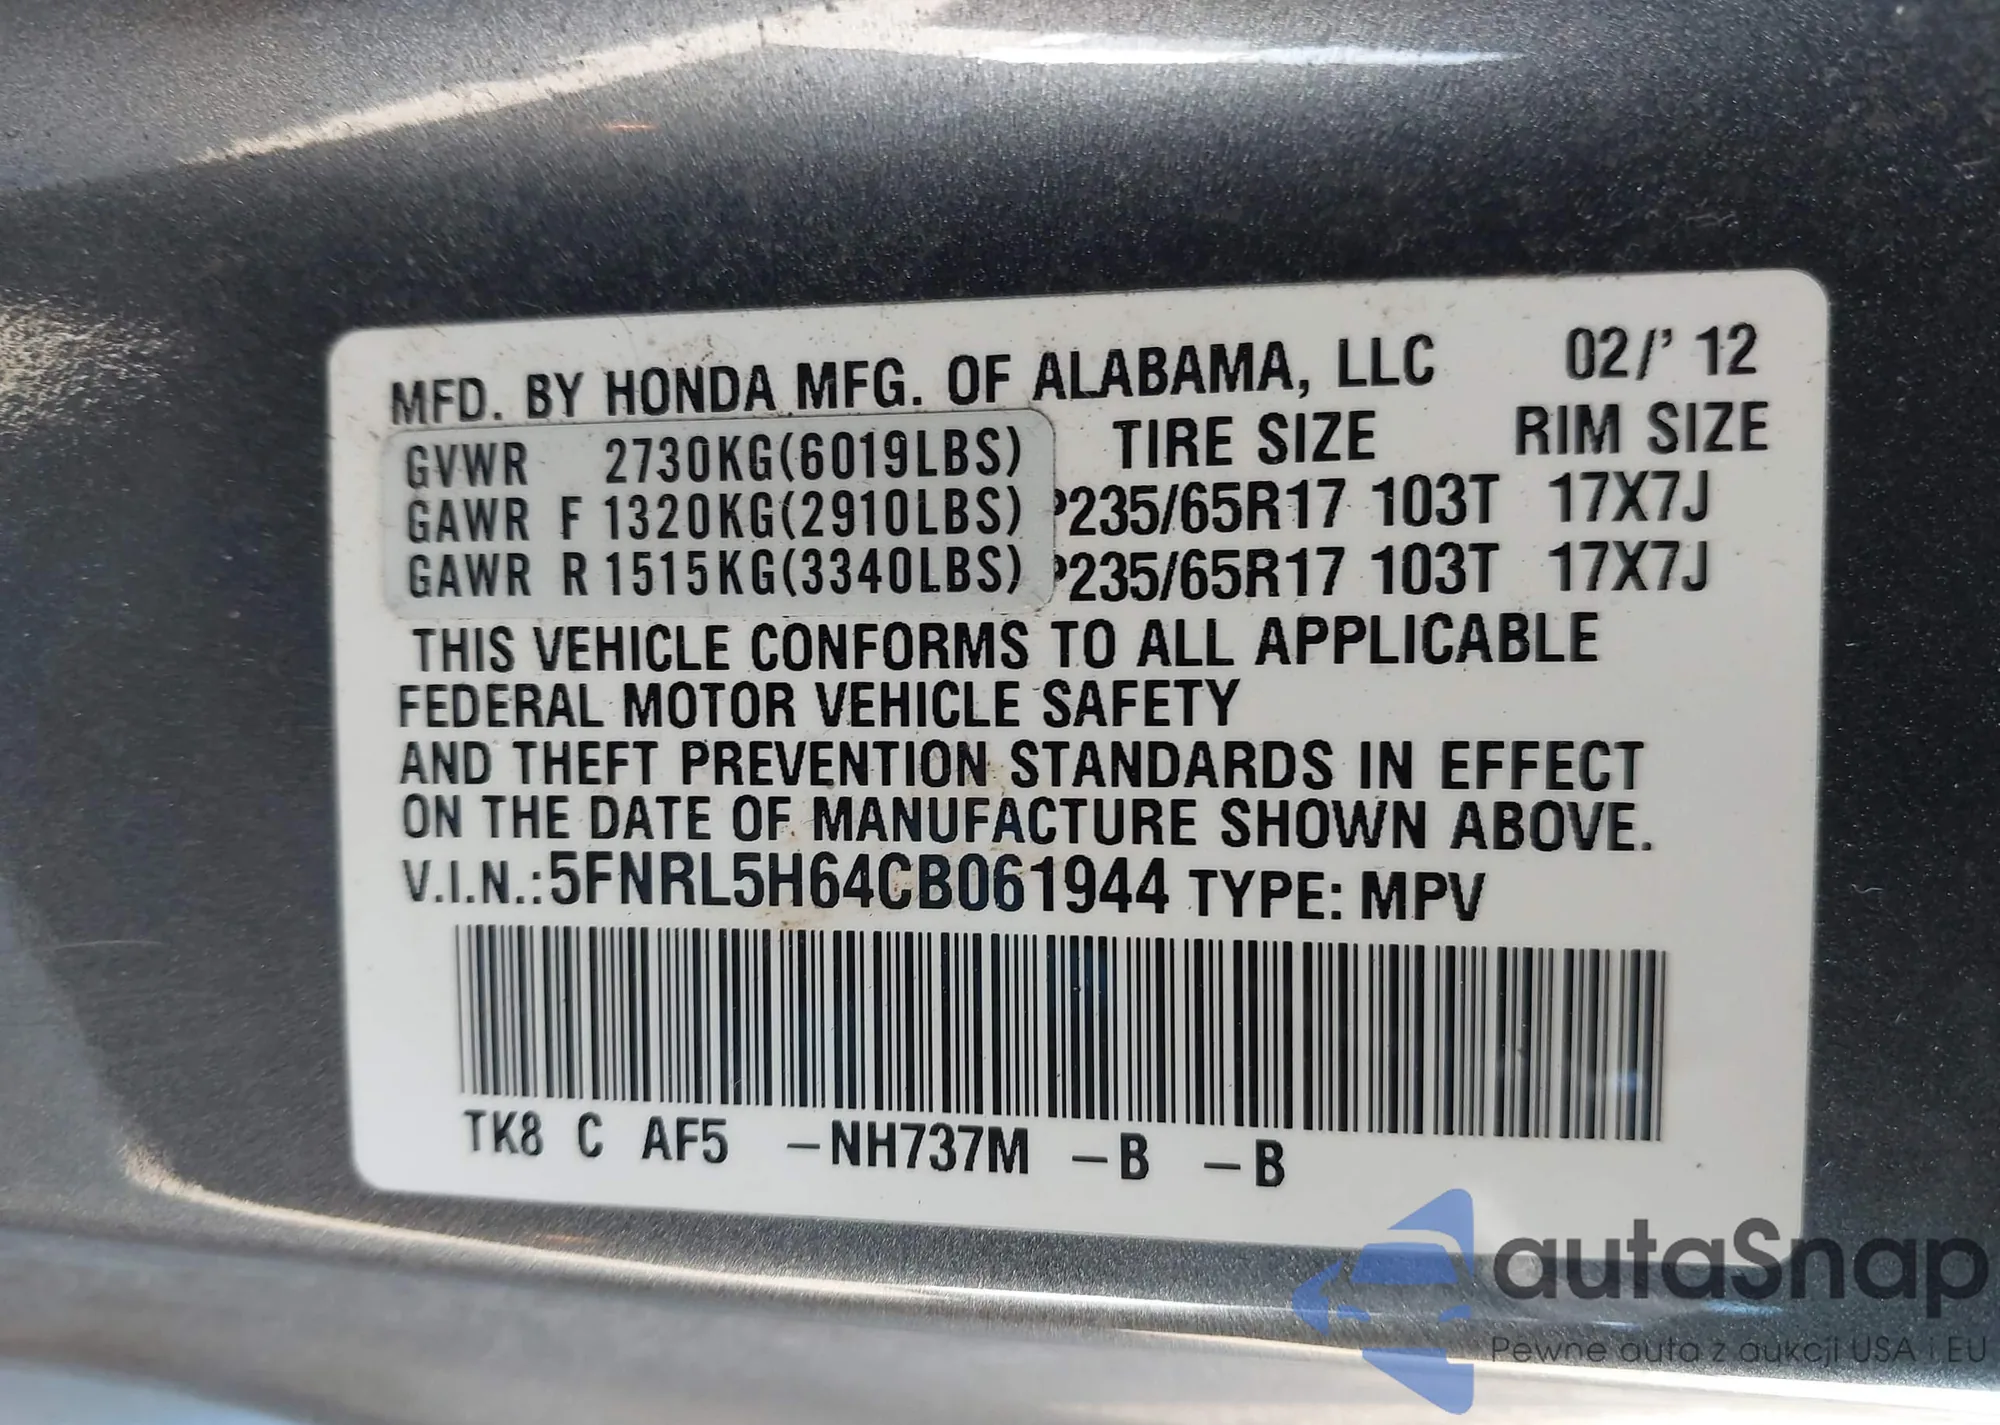 MFD. BY HONDA MFG. OF ALABAMA, LLC 02/'12
TIRE SIZE RIM SIZE
GVWR 2730KG(6019LBS)
GAWR F 1320KG(2910LBS) P235/65R17 103T 17X7J
GAWR R 1515KG(3340LBS) P235/65R17 103T 17X7J
THIS VEHICLE CONFORMS TO ALL APPLICABLE
FEDERAL MOTOR VEHICLE SAFETY
AND THEFT PREVENTION STANDARDS IN EFFECT
ON THE DATE OF MANUFACTURE SHOWN ABOVE.
V.I.N.:5FNRL5H64CB061944 TYPE: MPV
TK8 C AF5 –NH737M –B –B
autaSnap
Pewne auta z aukcji USA i EU